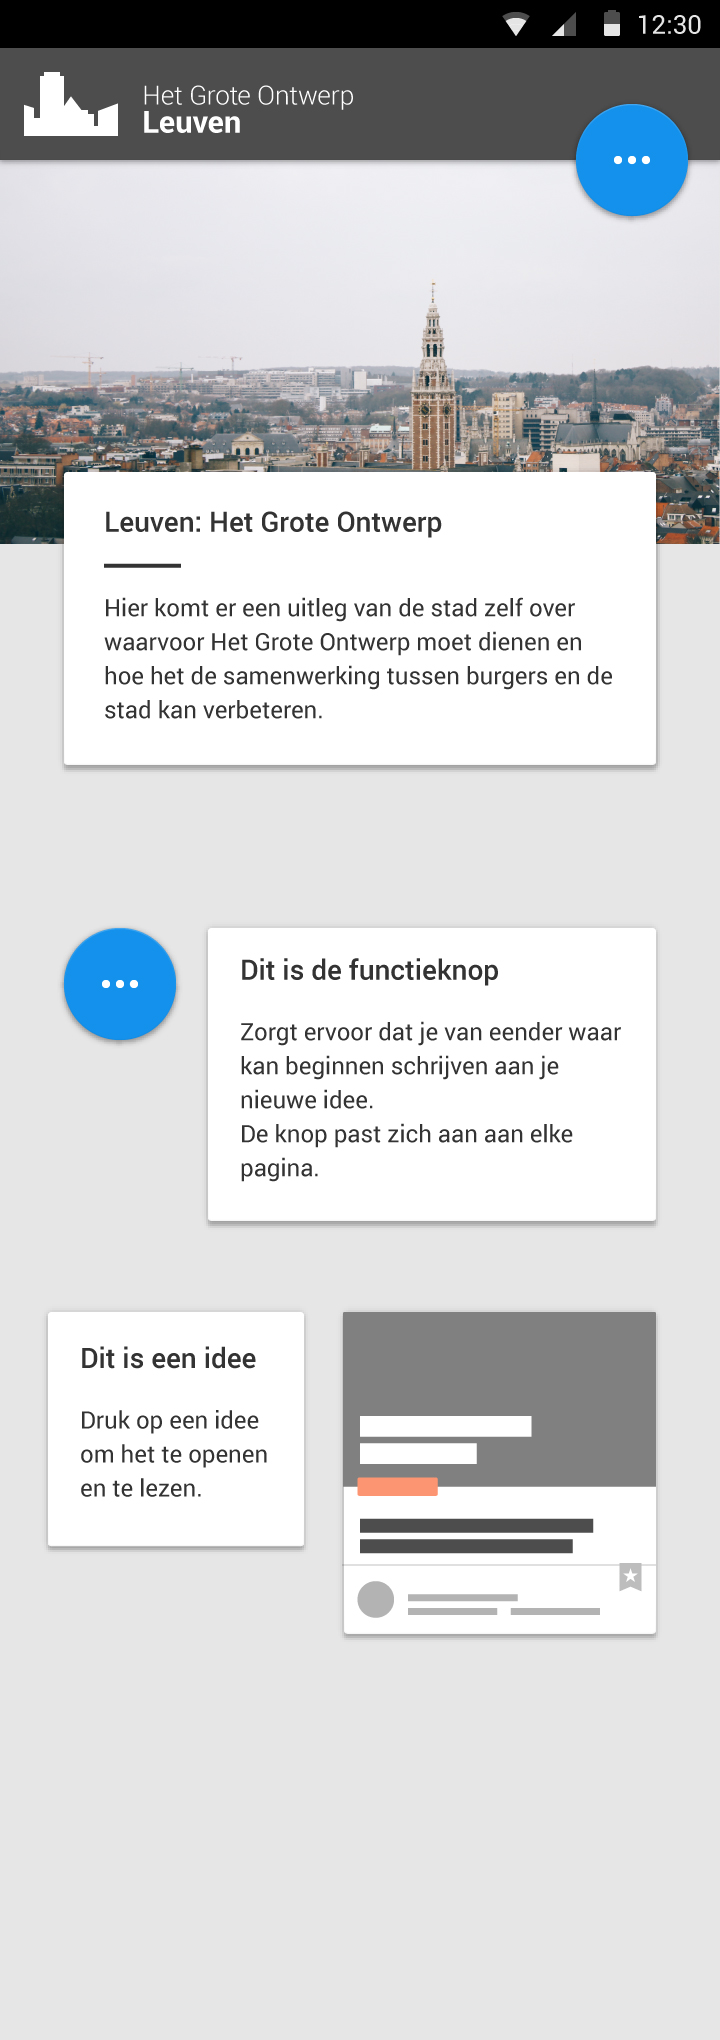 12:30
Het Grote Ontwerp
Leuven
Leuven: Het Grote Ontwerp
Hier komt er een uitleg van de stad zelf over
waarvoor Het Grote Ontwerp moet dienen en
hoe het de samenwerking tussen burgers en de
stad kan verbeteren.
Dit is de functieknop
Zorgt ervoor dat je van eender waar
kan beginnen schrijven aan je
nieuwe idee.
De knop past zich aan aan elke
pagina.
Dit is een idee
Druk op een idee
om het te openen
en te lezen.